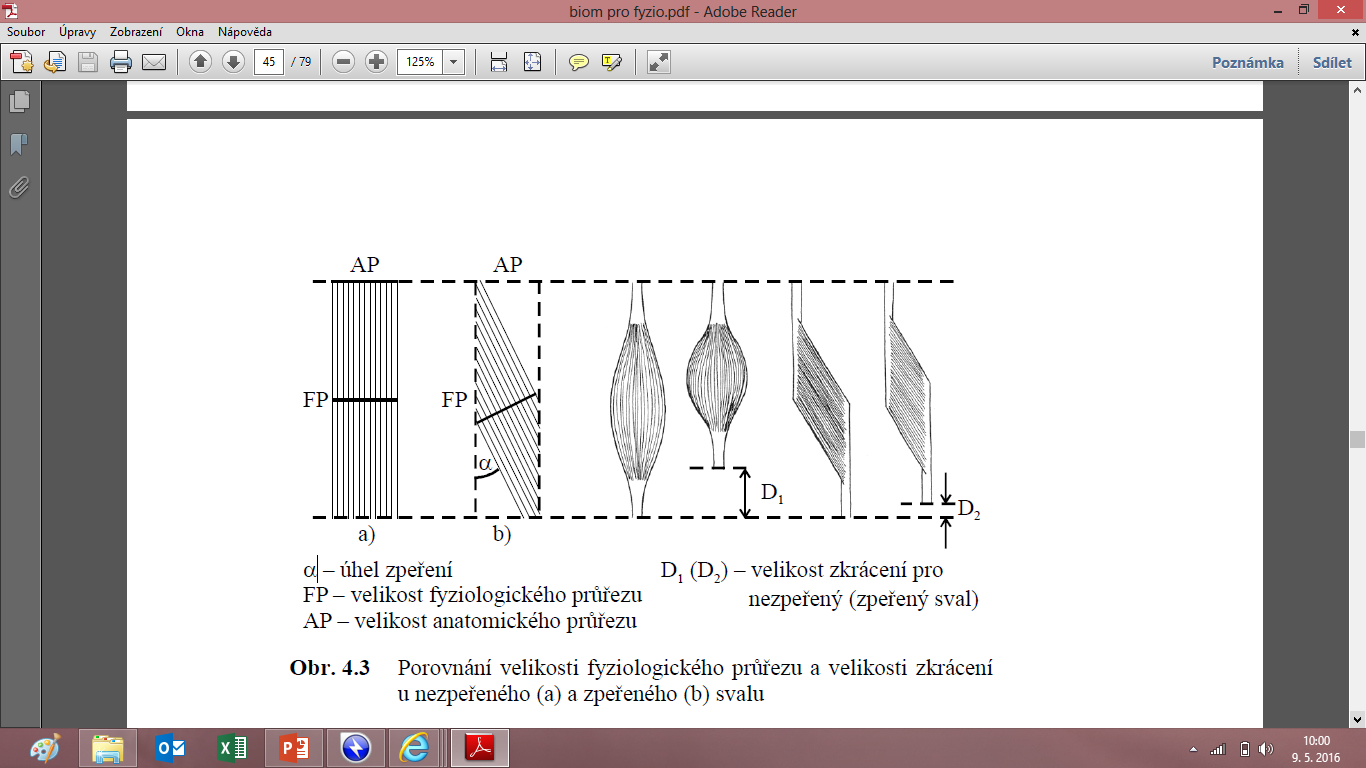 biom pro fyzio.pdf - Adobe Reader
Soubor Úpravy Zobrazení Okna Nápověda
45 / 79 125% Poznámka Sdílet
AP AP
FP FP
α
D1
D2
a) b)
α – úhel zpeření
FP – velikost fyziologického průřezu
AP – velikost anatomického průřezu
D1 (D2) – velikost zkrácení pro
nezpeřený (zpeřený sval)
Obr. 4.3 Porovnání velikosti fyziologického průřezu a velikosti zkrácení
u nezpeřeného (a) a zpeřeného (b) svalu
10:00
9. 5. 2016